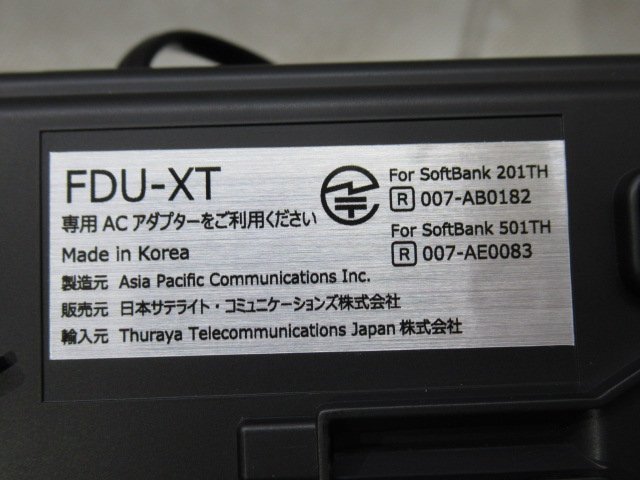 FDU-XT
専用 AC アダプターをご利用ください
Made in Korea
製造元 Asia Pacific Communications Inc.
販売元 日本サテライト・コミュニケーションズ株式会社
輸入元 Thuraya Telecommunications Japan 株式会社
For SoftBank 201TH
R 007-AB0182
For SoftBank 501TH
R 007-AE0083